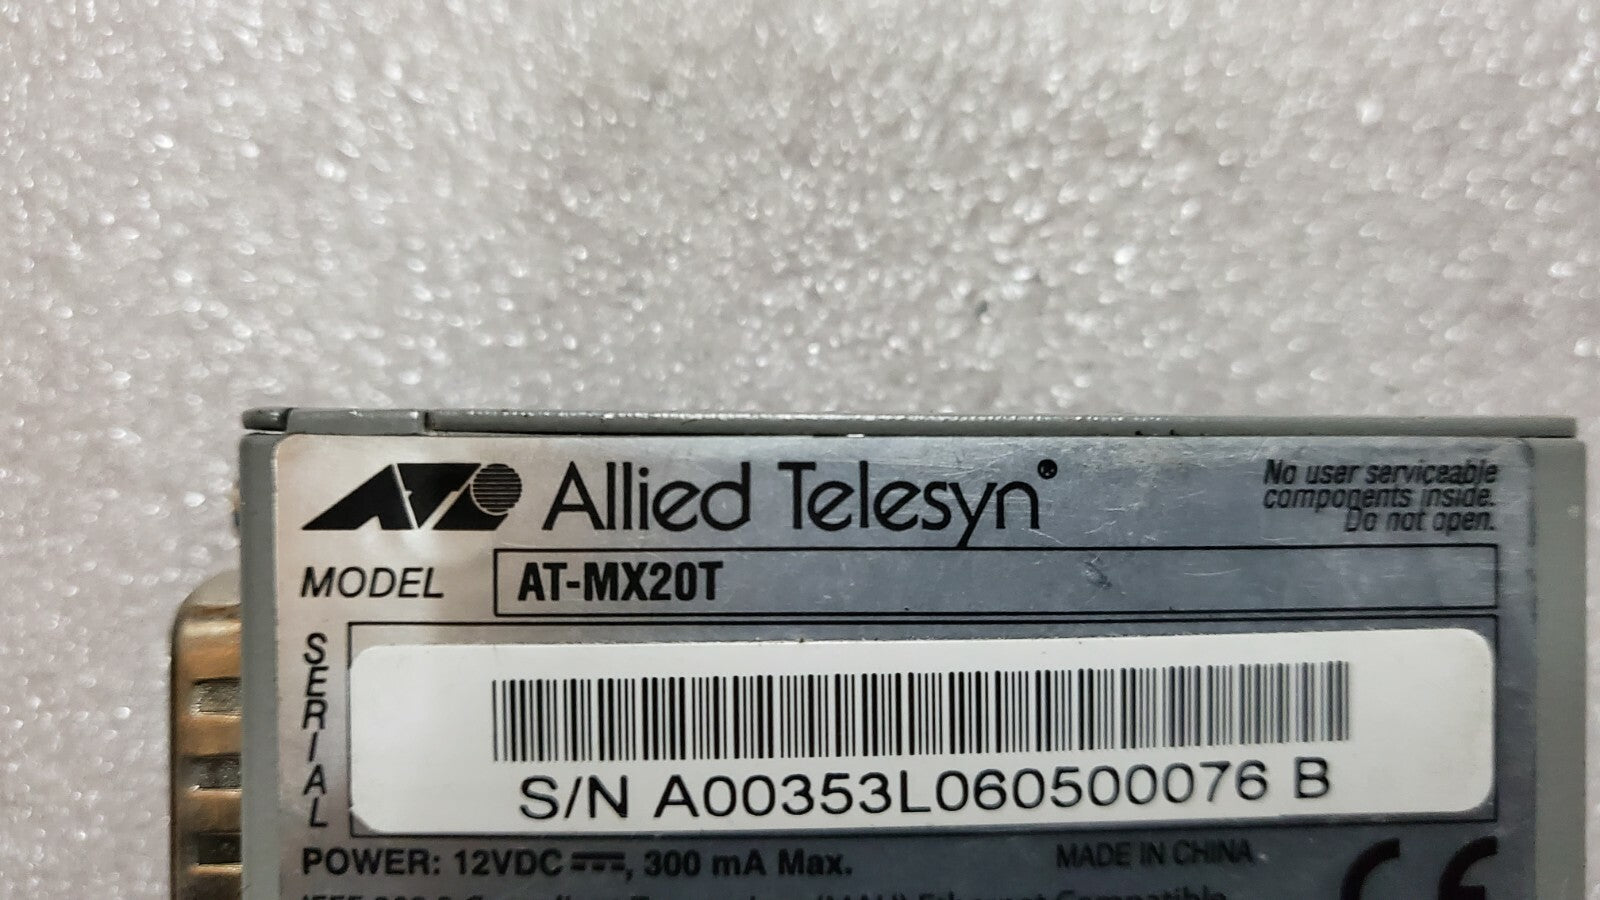 Allied Telesyn®
No user serviceable
components inside.
Do not open.
MODEL AT-MX20T
SERIAL
S/N A00353L060500076 B
POWER: 12VDC ⎓, 300 mA Max.
MADE IN CHINA
CE